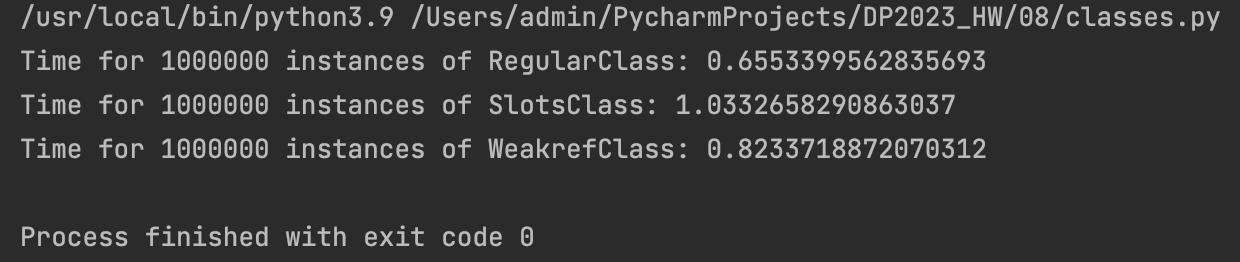 /usr/local/bin/python3.9 /Users/admin/PycharmProjects/DP2023_HW/08/classes.py
Time for 1000000 instances of RegularClass: 0.6553399562835693
Time for 1000000 instances of SlotsClass: 1.0332658290863037
Time for 1000000 instances of WeakrefClass: 0.8233718872070312
Process finished with exit code 0